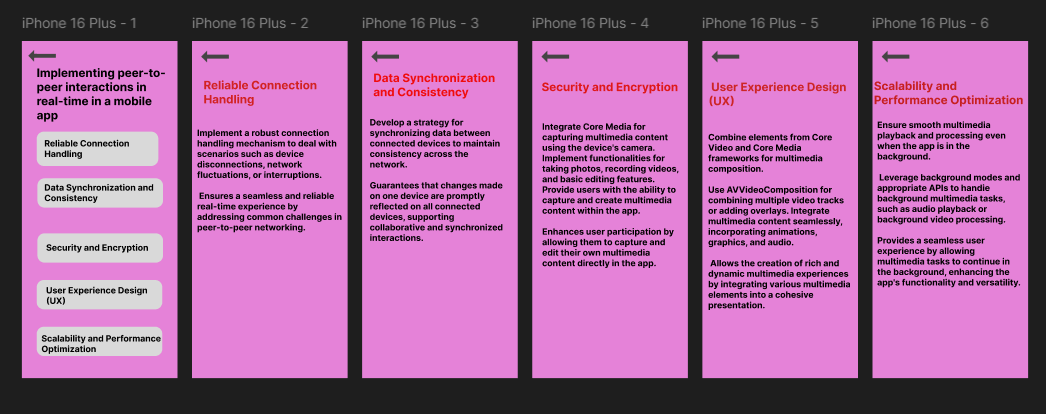 iPhone 16 Plus - 1
Implementing peer-to-
peer interactions in
real-time in a mobile
app
Reliable Connection
Handling
Data Synchronization and
Consistency
Security and Encryption
User Experience Design
(UX)
Scalability and Performance
Optimization
iPhone 16 Plus - 2
Reliable Connection
Handling
Implement a robust connection
handling mechanism to deal with
scenarios such as device
disconnections, network
fluctuations, or interruptions.
Ensures a seamless and reliable
real-time experience by
addressing common challenges in
peer-to-peer networking.
iPhone 16 Plus - 3
Data Synchronization
and Consistency
Develop a strategy for
synchronizing data between
connected devices to maintain
consistency across the
network.
Guarantees that changes made
on one device are promptly
reflected on all connected
devices, supporting
collaborative and synchronized
interactions.
iPhone 16 Plus - 4
Security and Encryption
Integrate Core Media for
capturing multimedia content
using the device's camera.
Implement functionalities for
taking photos, recording videos,
and basic editing features.
Provide users with the ability to
capture and create multimedia
content within the app.
Enhances user participation by
allowing them to capture and
edit their own multimedia
content directly in the app.
iPhone 16 Plus - 5
User Experience Design
(UX)
Combine elements from Core
Video and Core Media
frameworks for multimedia
composition.
Use AVVideoComposition for
combining multiple video tracks
or adding overlays. Integrate
multimedia content seamlessly,
incorporating animations,
graphics, and audio.
Allows the creation of rich and
dynamic multimedia experiences
by integrating various multimedia
elements into a cohesive
presentation.
iPhone 16 Plus - 6
Scalability and
Performance Optimization
Ensure smooth multimedia
playback and processing even
when the app is in the
background.
Leverage background modes and
appropriate APIs to handle
background multimedia tasks,
such as audio playback or
background video processing.
Provides a seamless user
experience by allowing
multimedia tasks to continue in
the background, enhancing the
app's functionality and versatility.